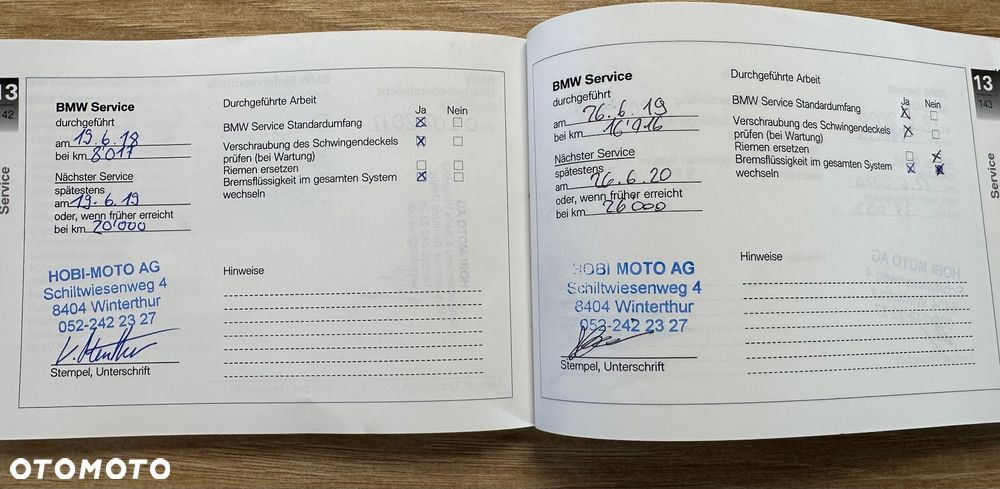 13
42
Service
BMW Service
durchgeführt
am 19.6.18
bei km 8'017
Nächster Service
spätestens
am 19.6.19
oder, wenn früher erreicht
bei km 20'000
HOBI-MOTO AG
Schiltwiesenweg 4
8404 Winterthur
052-242 23 27
Stempel, Unterschrift
Durchgeführte Arbeit
Ja Nein
BMW Service Standardumfang
Verschraubung des Schwingendeckels
prüfen (bei Wartung)
Riemen ersetzen
Bremsflüssigkeit im gesamten System
wechseln
Hinweise
BMW Service
durchgeführt
am 26.6.19
bei km 16'916
Nächster Service
spätestens
am 26.6.20
oder, wenn früher erreicht
bei km 26'000
HOBI MOTO AG
Schiltwiesenweg 4
8404 Winterthur
052-242 23 27
Stempel, Unterschrift
Durchgeführte Arbeit
Ja Nein
BMW Service Standardumfang
Verschraubung des Schwingendeckels
prüfen (bei Wartung)
Riemen ersetzen
Bremsflüssigkeit im gesamten System
wechseln
Hinweise
13
143
Service
OTOMOTO